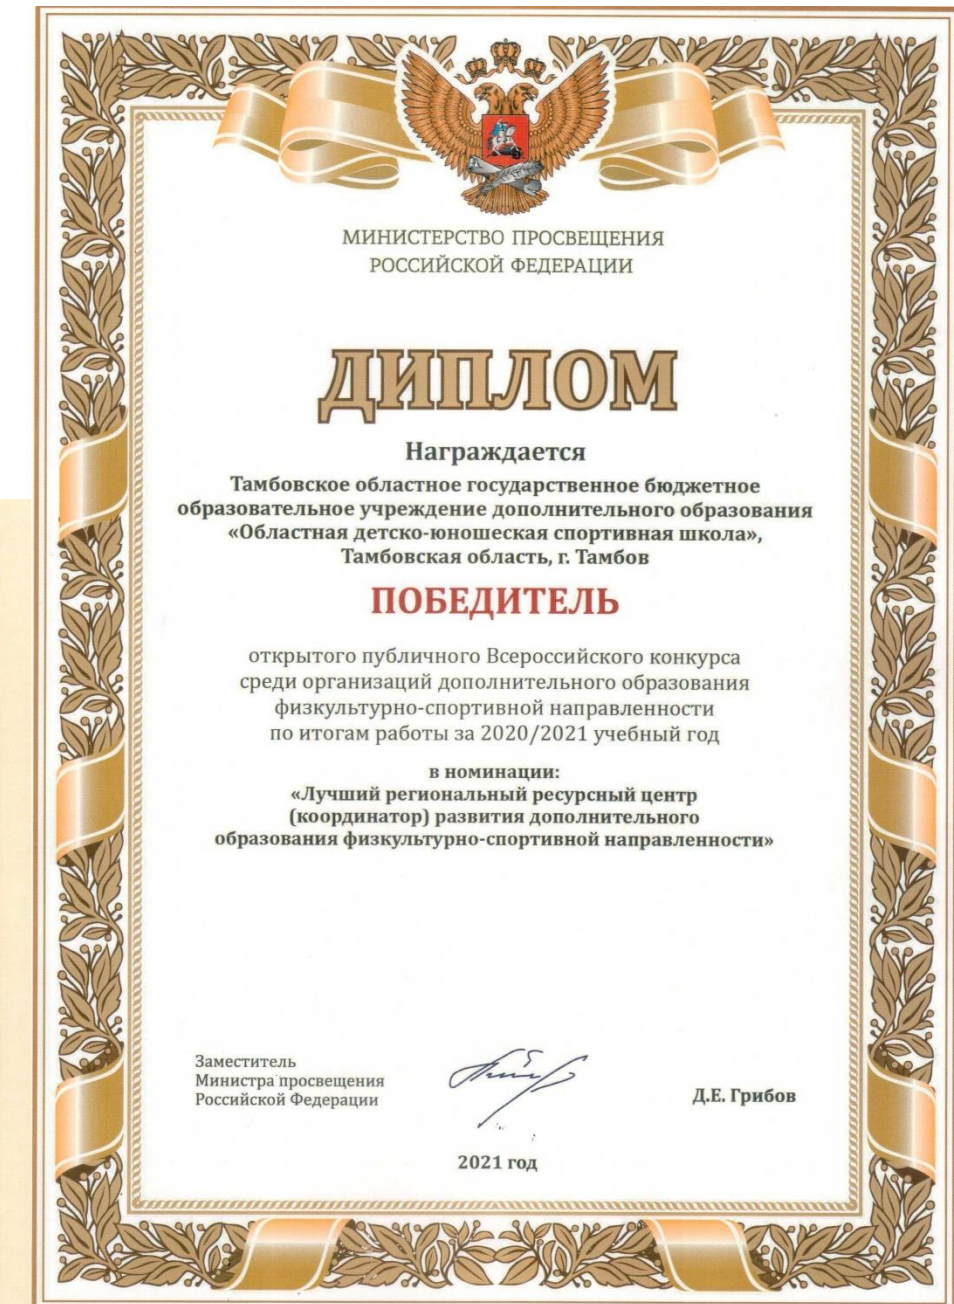 МИНИСТЕРСТВО ПРОСВЕЩЕНИЯ
РОССИЙСКОЙ ФЕДЕРАЦИИ
ДИПЛОМ
Награждается
Тамбовское областное государственное бюджетное
образовательное учреждение дополнительного образования
«Областная детско-юношеская спортивная школа»,
Тамбовская область, г. Тамбов
ПОБЕДИТЕЛЬ
открытого публичного Всероссийского конкурса
среди организаций дополнительного образования
физкультурно-спортивной направленности
по итогам работы за 2020/2021 учебный год
в номинации:
«Лучший региональный ресурсный центр
(координатор) развития дополнительного
образования физкультурно-спортивной направленности»
Заместитель
Министра просвещения
Российской Федерации
Д.Е. Грибов
2021 год